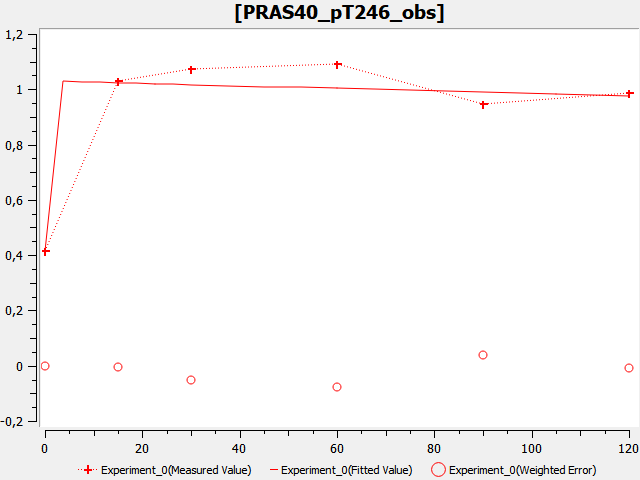 [PRAS40_pT246_obs]
1,2
1
0,8
0,6
0,4
0,2
0
-0,2
0 20 40 60 80 100 120
Experiment_0(Measured Value) Experiment_0(Fitted Value) Experiment_0(Weighted Error)